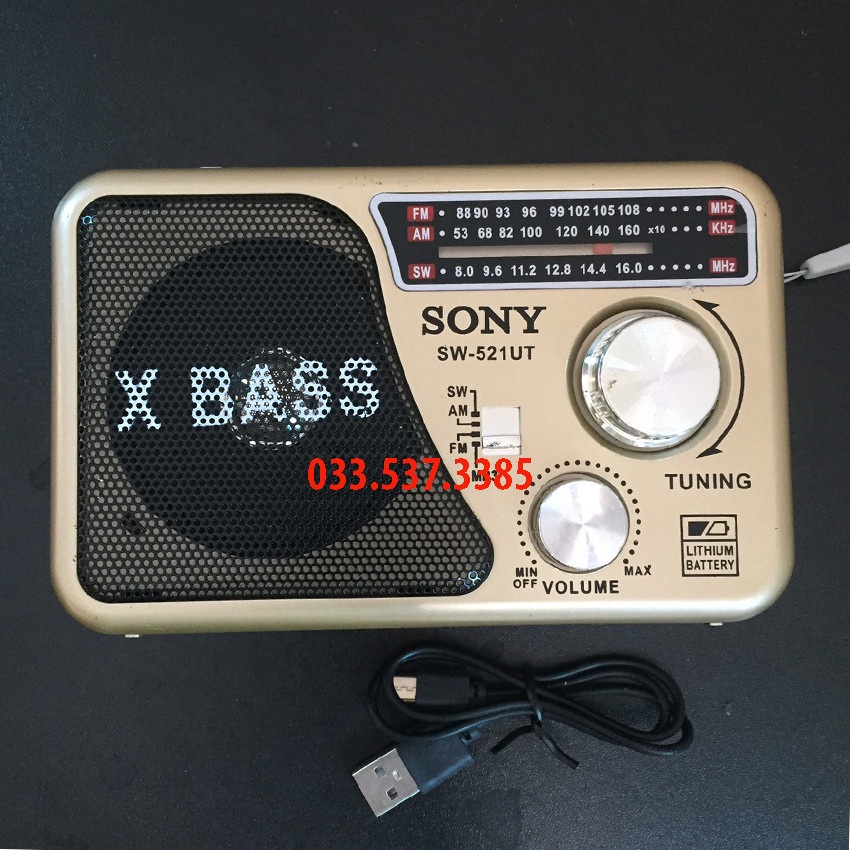 FM • 88 90 93 96 99 102 105 108 • • • • • MHz
AM • 53 68 82 100 120 140 160 x10 • • • • KHz
SW • 8.0 9.6 11.2 12.8 14.4 16.0 • • • • • • MHz
SONY
SW-521UT
X BASS
SW
AM
FM
MP3
033.537.3385
TUNING
MIN
OFF
VOLUME
MAX
LITHIUM
BATTERY